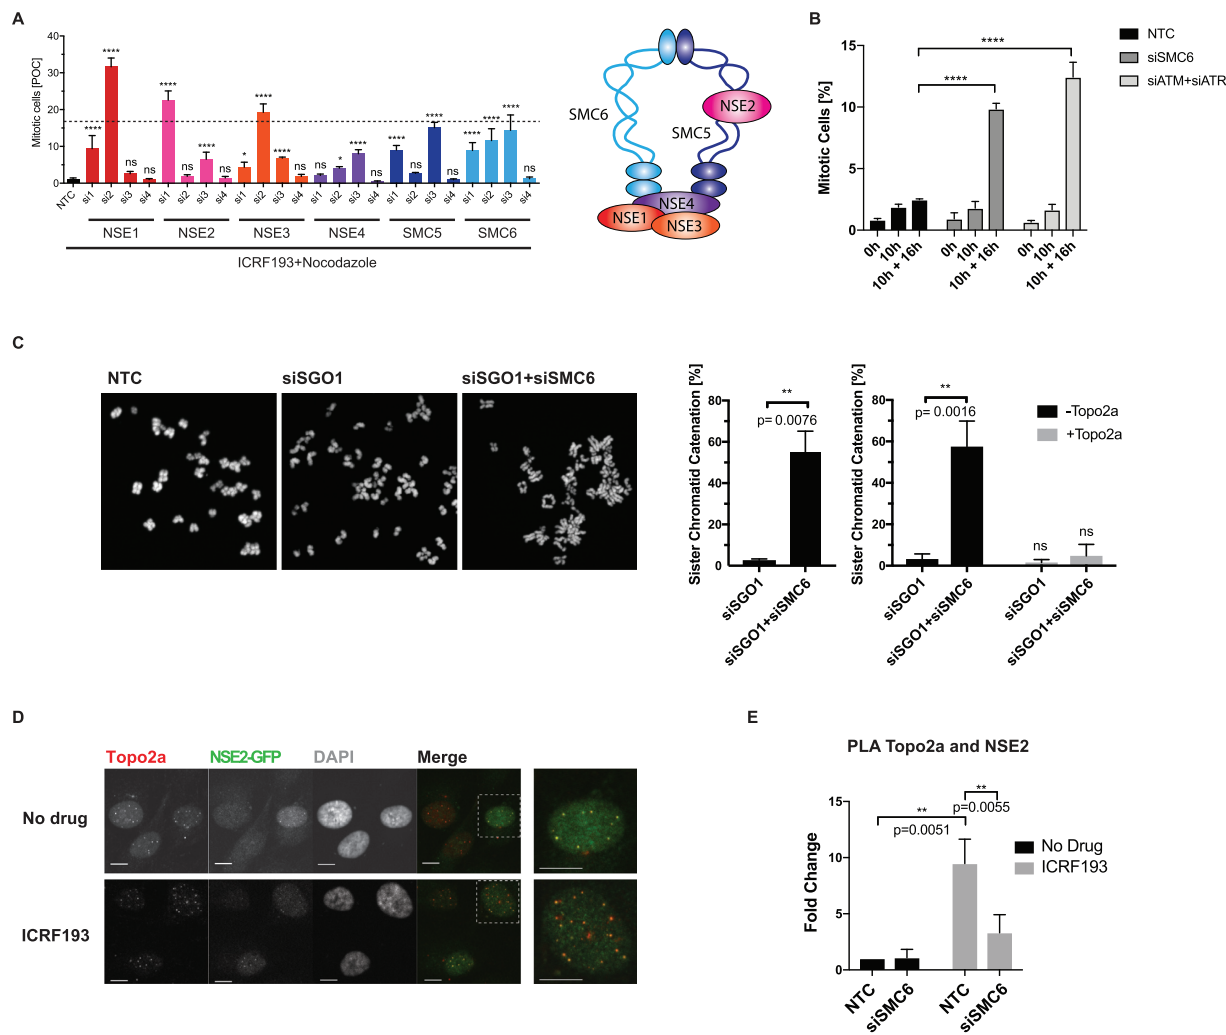 A
Mitotic cells [POC]
40
30
20
10
0
****
****
ns
ns
****
ns
****
ns
*
****
****
ns
ns
*
****
ns
****
ns
****
ns
****
****
****
ns
NTC
si1
si2
si3
si4
si1
si2
si3
si4
si1
si2
si3
si4
si1
si2
si3
si4
si1
si2
si3
si4
si1
si2
si3
si4
NSE1
NSE2
NSE3
NSE4
SMC5
SMC6
ICRF193+Nocodazole
SMC6
SMC5
NSE2
NSE4
NSE1
NSE3
B
Mitotic Cells [%]
15
10
5
0
****
****
NTC
siSMC6
siATM+siATR
0h
10h
10h + 16h
0h
10h
10h + 16h
0h
10h
10h + 16h
C
NTC
siSGO1
siSGO1+siSMC6
Sister Chromatid Catenation [%]
80
60
40
20
0
**
p= 0.0076
siSGO1
siSGO1+siSMC6
Sister Chromatid Catenation [%]
80
60
40
20
0
**
p= 0.0016
ns
ns
-Topo2a
+Topo2a
siSGO1
siSGO1+siSMC6
siSGO1
siSGO1+siSMC6
D
Topo2a
NSE2-GFP
DAPI
Merge
No drug
ICRF193
E
PLA Topo2a and NSE2
Fold Change
15
10
5
0
**
p=0.0051
**
p=0.0055
No Drug
ICRF193
NTC
siSMC6
NTC
siSMC6